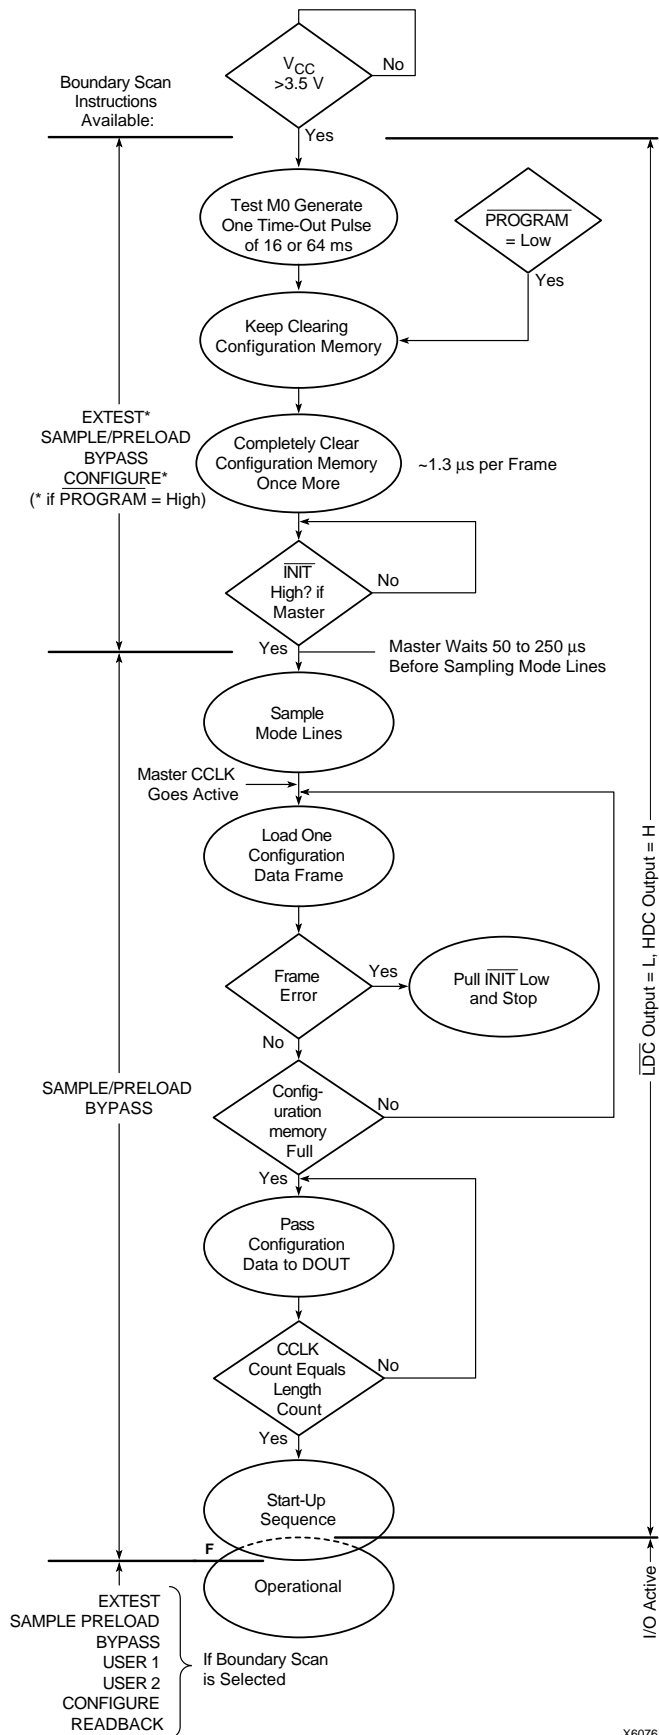 V_CC
>3.5 V
No
Boundary Scan
Instructions
Available:
Yes
Test M0 Generate
One Time-Out Pulse
of 16 or 64 ms
PROGRAM
= Low
Yes
Keep Clearing
Configuration Memory
EXTEST*
SAMPLE/PRELOAD
BYPASS
CONFIGURE*
(* if PROGRAM = High)
Completely Clear
Configuration Memory
Once More
~1.3 µs per Frame
INIT
High? if
Master
No
Yes
Master Waits 50 to 250 µs
Before Sampling Mode Lines
Sample
Mode Lines
Master CCLK
Goes Active
Load One
Configuration
Data Frame
LDC Output = L, HDC Output = H
Frame
Error
Yes
Pull INIT Low
and Stop
No
SAMPLE/PRELOAD
BYPASS
Config-
uration
memory
Full
No
Yes
Pass
Configuration
Data to DOUT
CCLK
Count Equals
Length
Count
No
Yes
Start-Up
Sequence
F
Operational
I/O Active
EXTEST
SAMPLE PRELOAD
BYPASS
USER 1
USER 2
CONFIGURE
READBACK
If Boundary Scan
is Selected
X6076